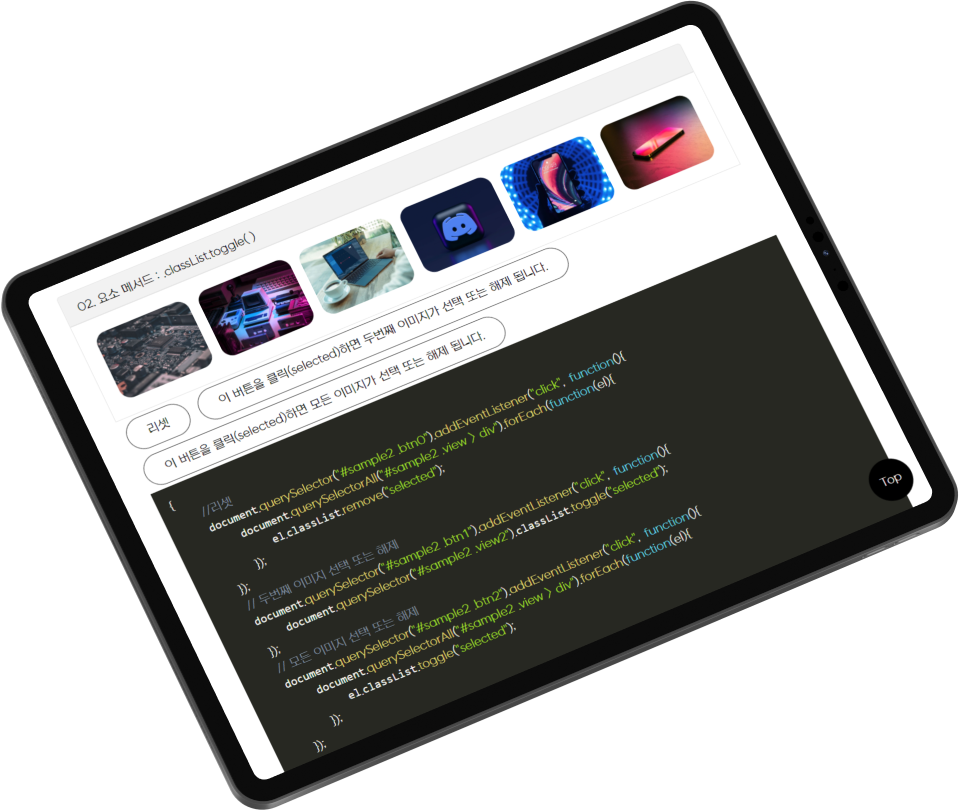 02. 요소 메서드 : .classList.toggle( )
리셋
이 버튼을 클릭(selected)하면 두번째 이미지가 선택 또는 해제 됩니다.
이 버튼을 클릭(selected)하면 모든 이미지가 선택 또는 해제 됩니다.
{
//리셋
document.querySelector("#sample2 .btn0").addEventListener("click", function(){
document.querySelectorAll("#sample2 .view > div").forEach(function(el){
el.classList.remove("selected");
});
});
// 두번째 이미지 선택 또는 해제
document.querySelector("#sample2 .btn1").addEventListener("click", function(){
document.querySelector("#sample2 .view2").classList.toggle("selected");
});
// 모든 이미지 선택 또는 해제
document.querySelector("#sample2 .btn2").addEventListener("click", function(){
document.querySelectorAll("#sample2 .view > div").forEach(function(el){
el.classList.toggle("selected");
});
});
Top